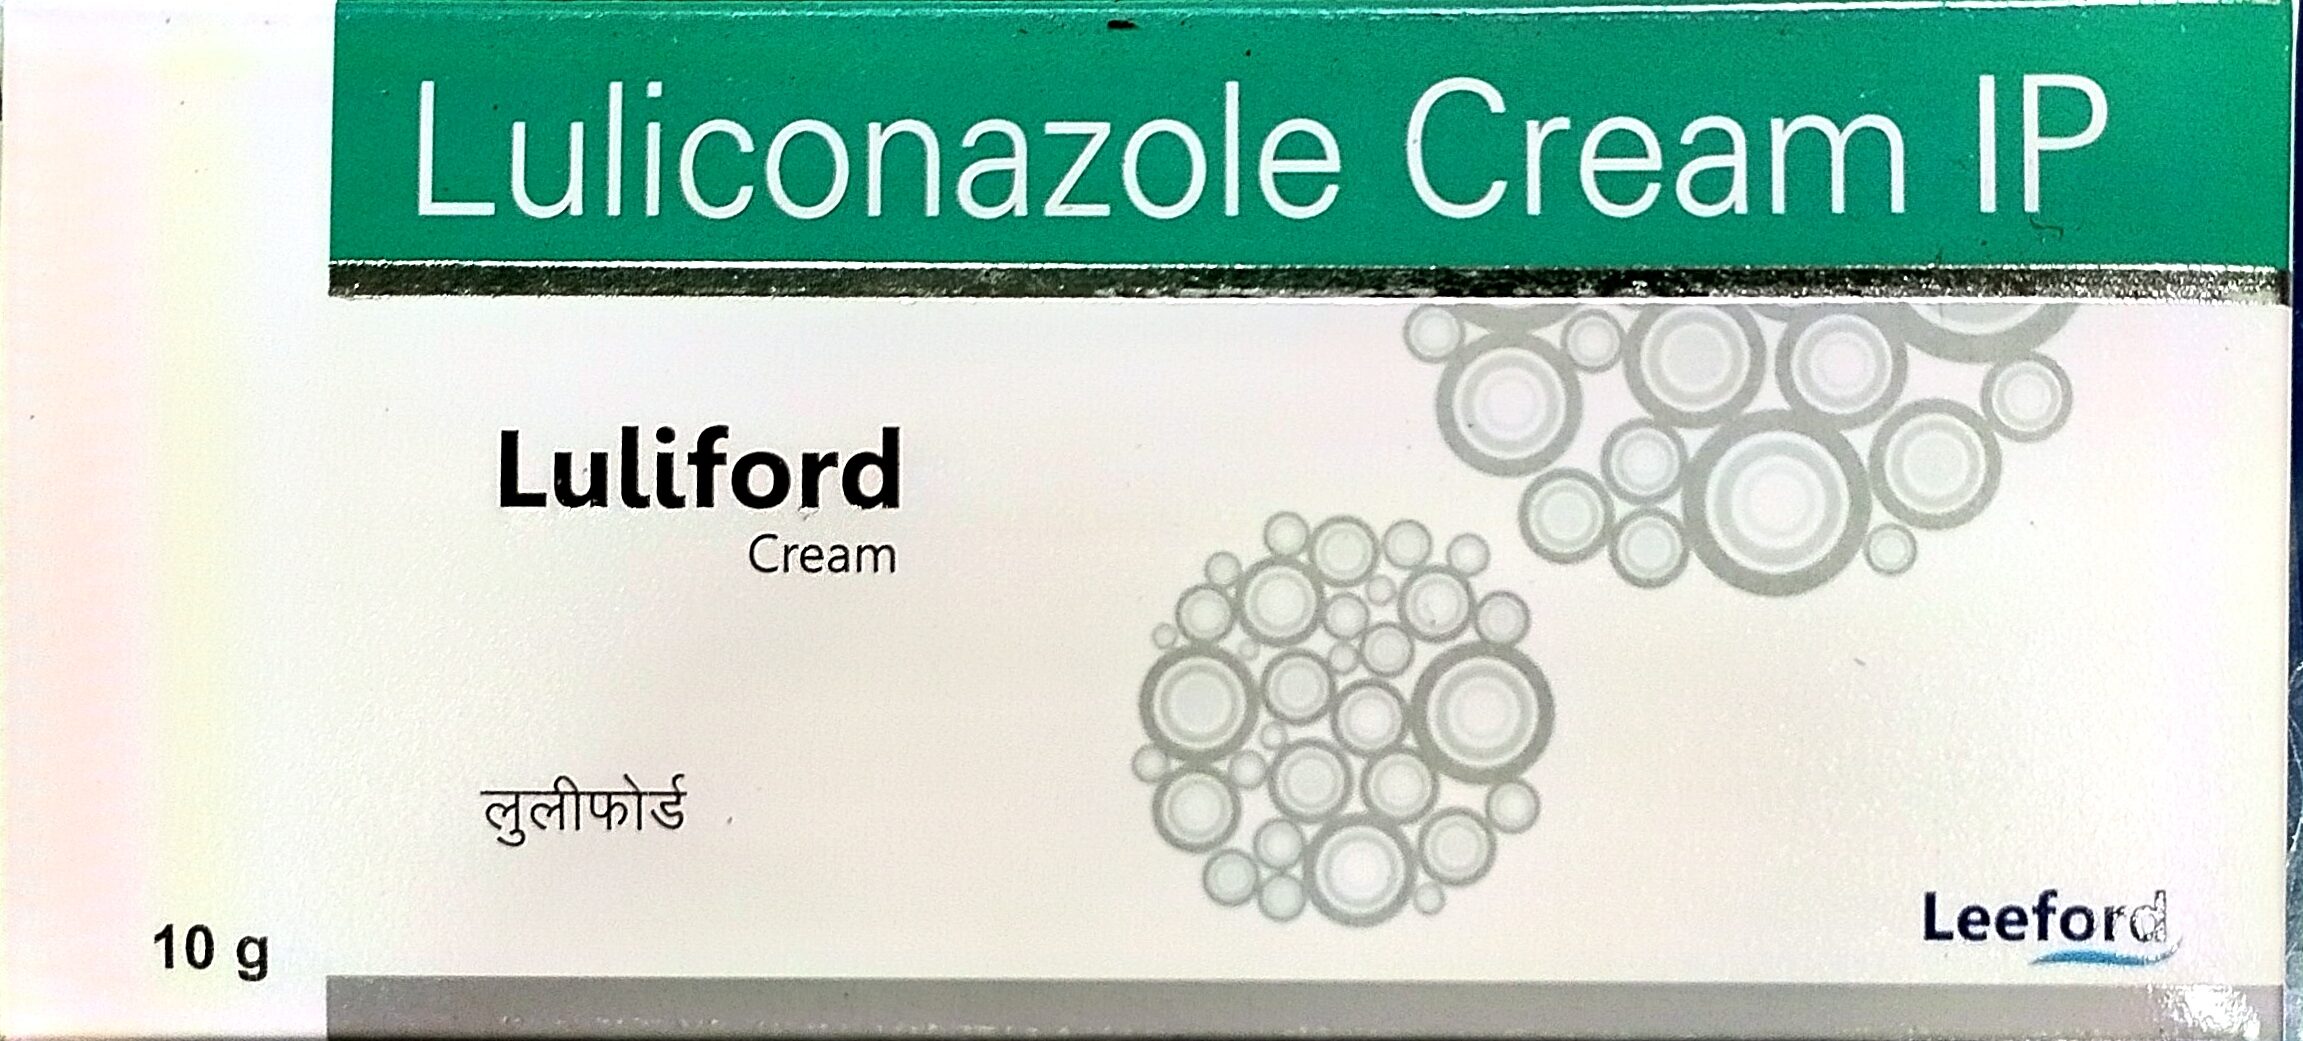 Luliconazole Cream IP
Luliford
Cream
लुलीफोर्ड
10 g
Leeford